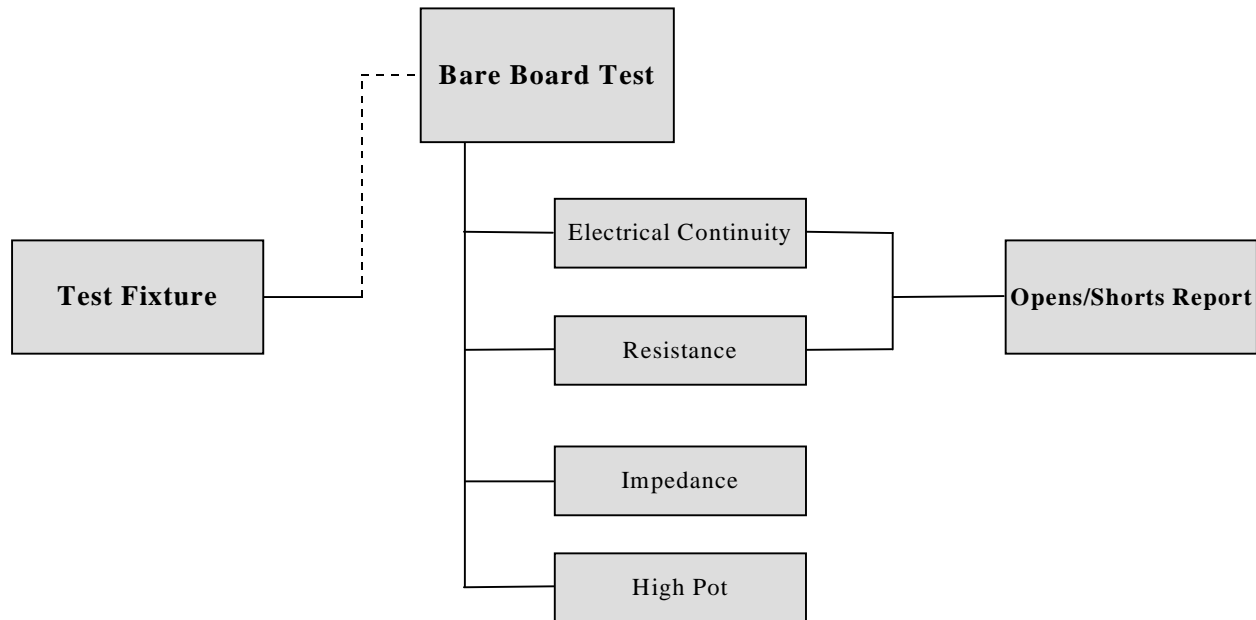 Bare Board Test
Electrical Continuity
Test Fixture
Opens/Shorts Report
Resistance
Impedance
High Pot